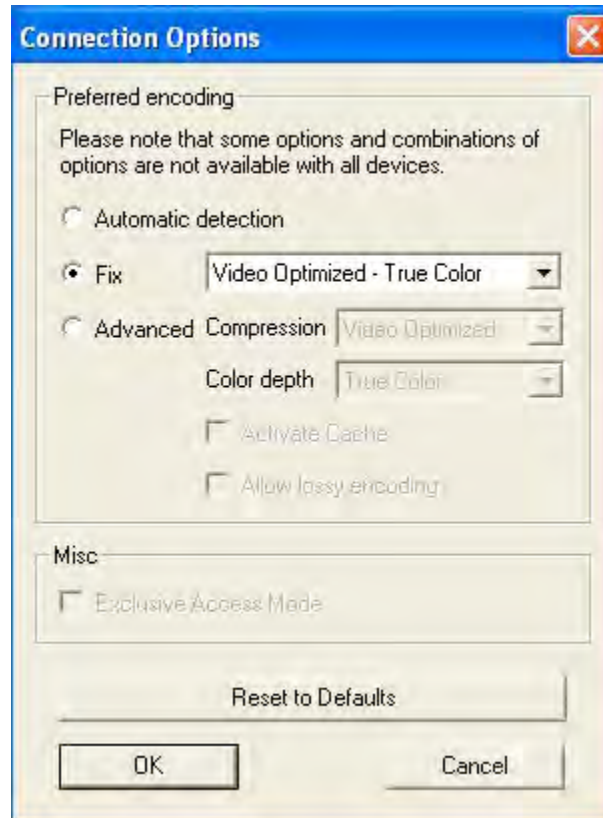 Connection Options
Preferred encoding
Please note that some options and combinations of
options are not available with all devices.
Automatic detection
Fix Video Optimized - True Color
Advanced Compression Video Optimized
Color depth True Color
Activate Cache
Allow lossy encoding
Misc
Exclusive Access Mode
Reset to Defaults
OK Cancel